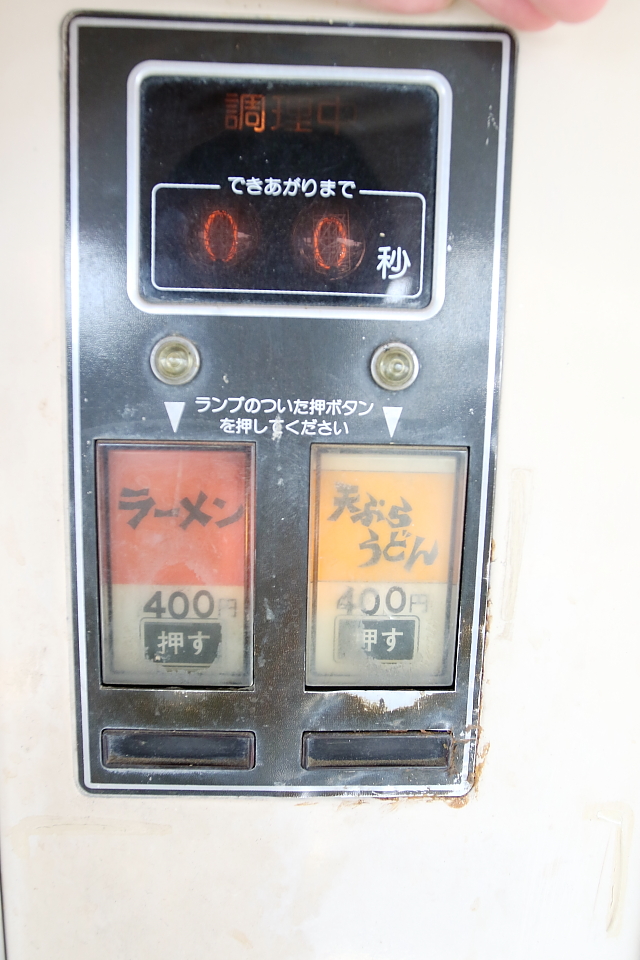 調理中
できあがりまで
0 0 秒
ランプのついた押ボタン
を押してください
ラーメン
400円
押す
天ぷら
うどん
400円
押す